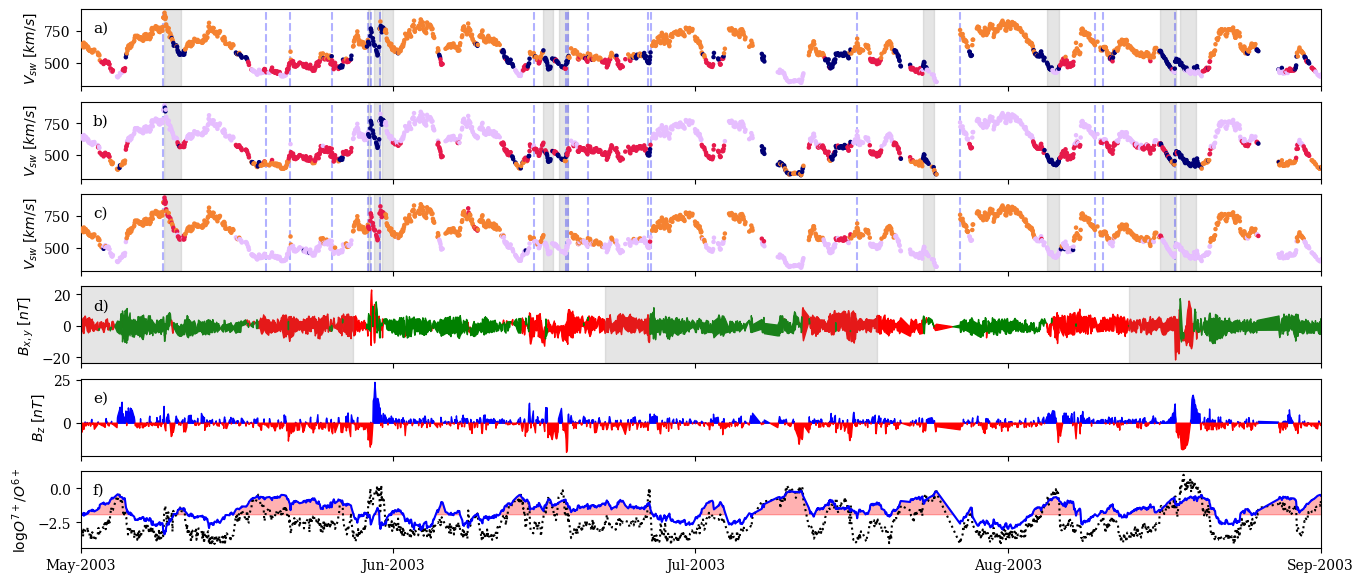 a)
V_sw [km/s]
750
500
b)
V_sw [km/s]
750
500
c)
V_sw [km/s]
750
500
d)
B_x,y [nT]
20
0
−20
e)
B_z [nT]
25
0
f)
logO^7+/O^6+
0.0
−2.5
May-2003 Jun-2003 Jul-2003 Aug-2003 Sep-2003